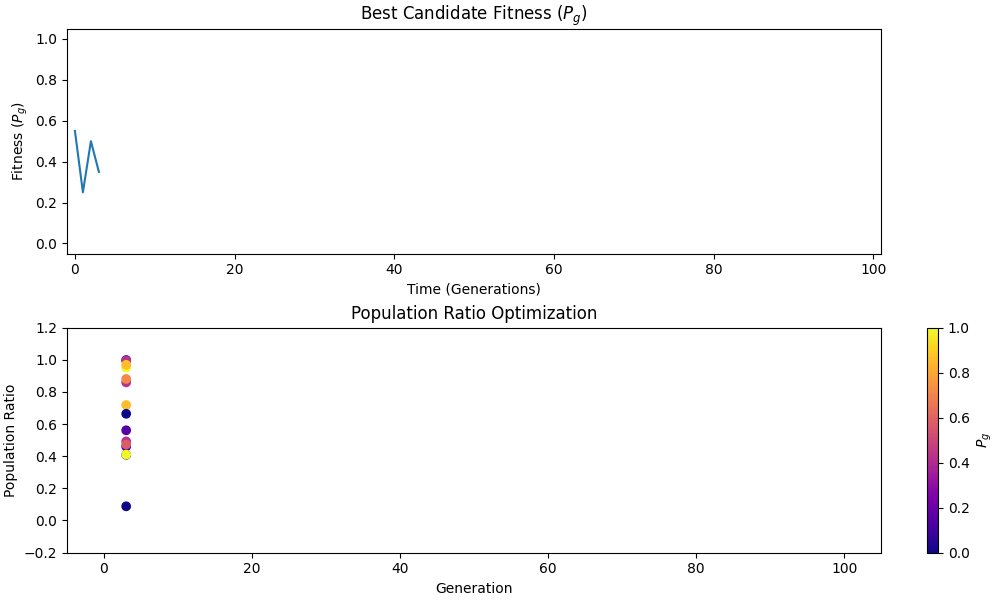 Best Candidate Fitness (P_g)
1.0
0.8
0.6
0.4
0.2
0.0
Fitness (P_g)
0 20 40 60 80 100
Time (Generations)
Population Ratio Optimization
1.2
1.0
0.8
0.6
0.4
0.2
0.0
−0.2
Population Ratio
0 20 40 60 80 100
Generation
1.0
0.8
0.6
0.4
0.2
0.0
P_g